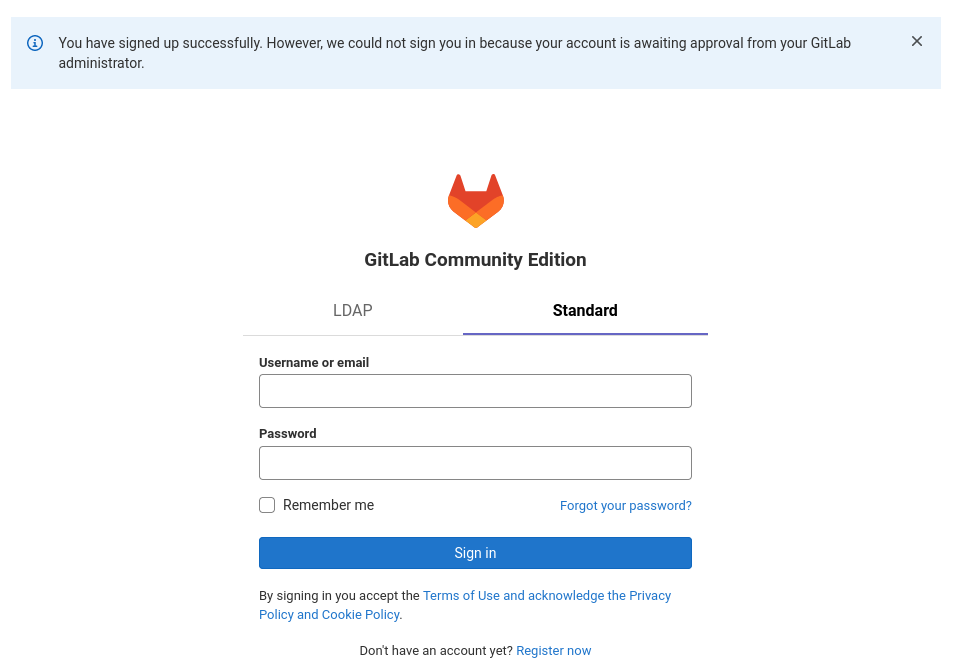 You have signed up successfully. However, we could not sign you in because your account is awaiting approval from your GitLab
administrator.
GitLab Community Edition
LDAP Standard
Username or email
Password
Remember me Forgot your password?
Sign in
By signing in you accept the Terms of Use and acknowledge the Privacy
Policy and Cookie Policy.
Don't have an account yet? Register now